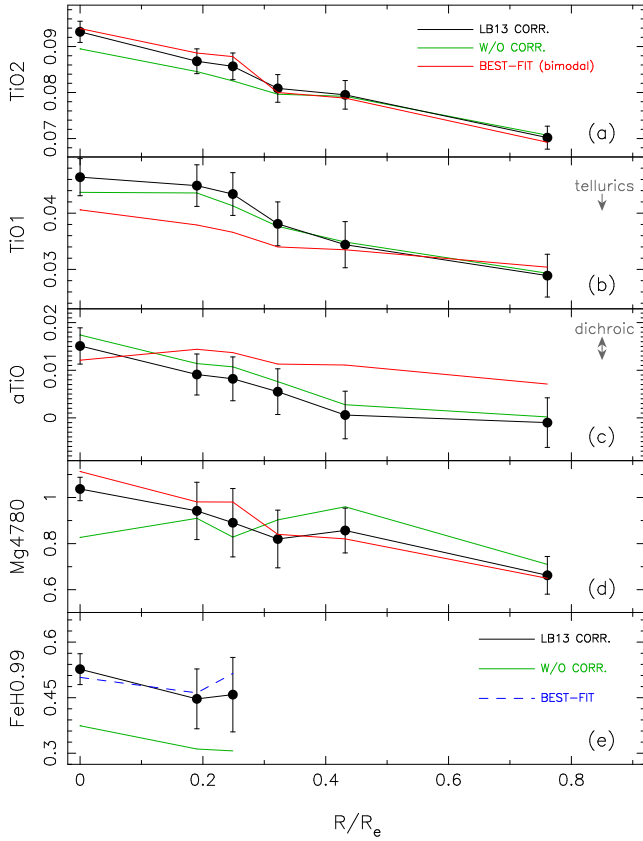 TiO2
0.09
0.08
0.07
LB13 CORR.
W/O CORR.
BEST-FIT (bimodal)
(a)
TiO1
0.04
0.03
tellurics
(b)
aTiO
0.02
0.01
0
dichroic
(c)
Mg4780
1
0.8
0.6
(d)
FeH0.99
0.6
0.45
0.3
LB13 CORR.
W/O CORR.
BEST-FIT
(e)
0 0.2 0.4 0.6 0.8
R/Re